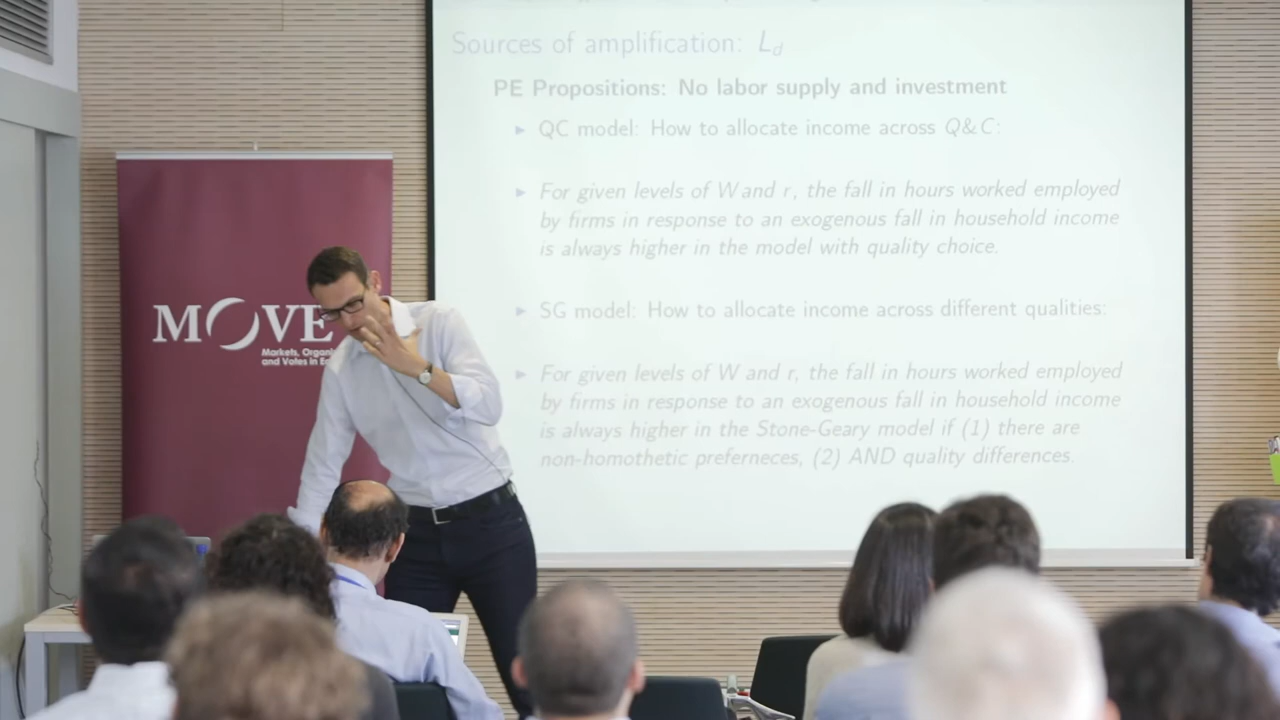 Sources of amplification: L_d
PE Propositions: No labor supply and investment
► QC model: How to allocate income across Q&C:
► For given levels of W and r, the fall in hours worked employed
by firms in response to an exogenous fall in household income
is always higher in the model with quality choice.
► SG model: How to allocate income across different qualities:
► For given levels of W and r, the fall in hours worked employed
by firms in response to an exogenous fall in household income
is always higher in the Stone-Geary model if (1) there are
non-homothetic preferneces, (2) AND quality differences.
MOVE
Markets,
and Votes in